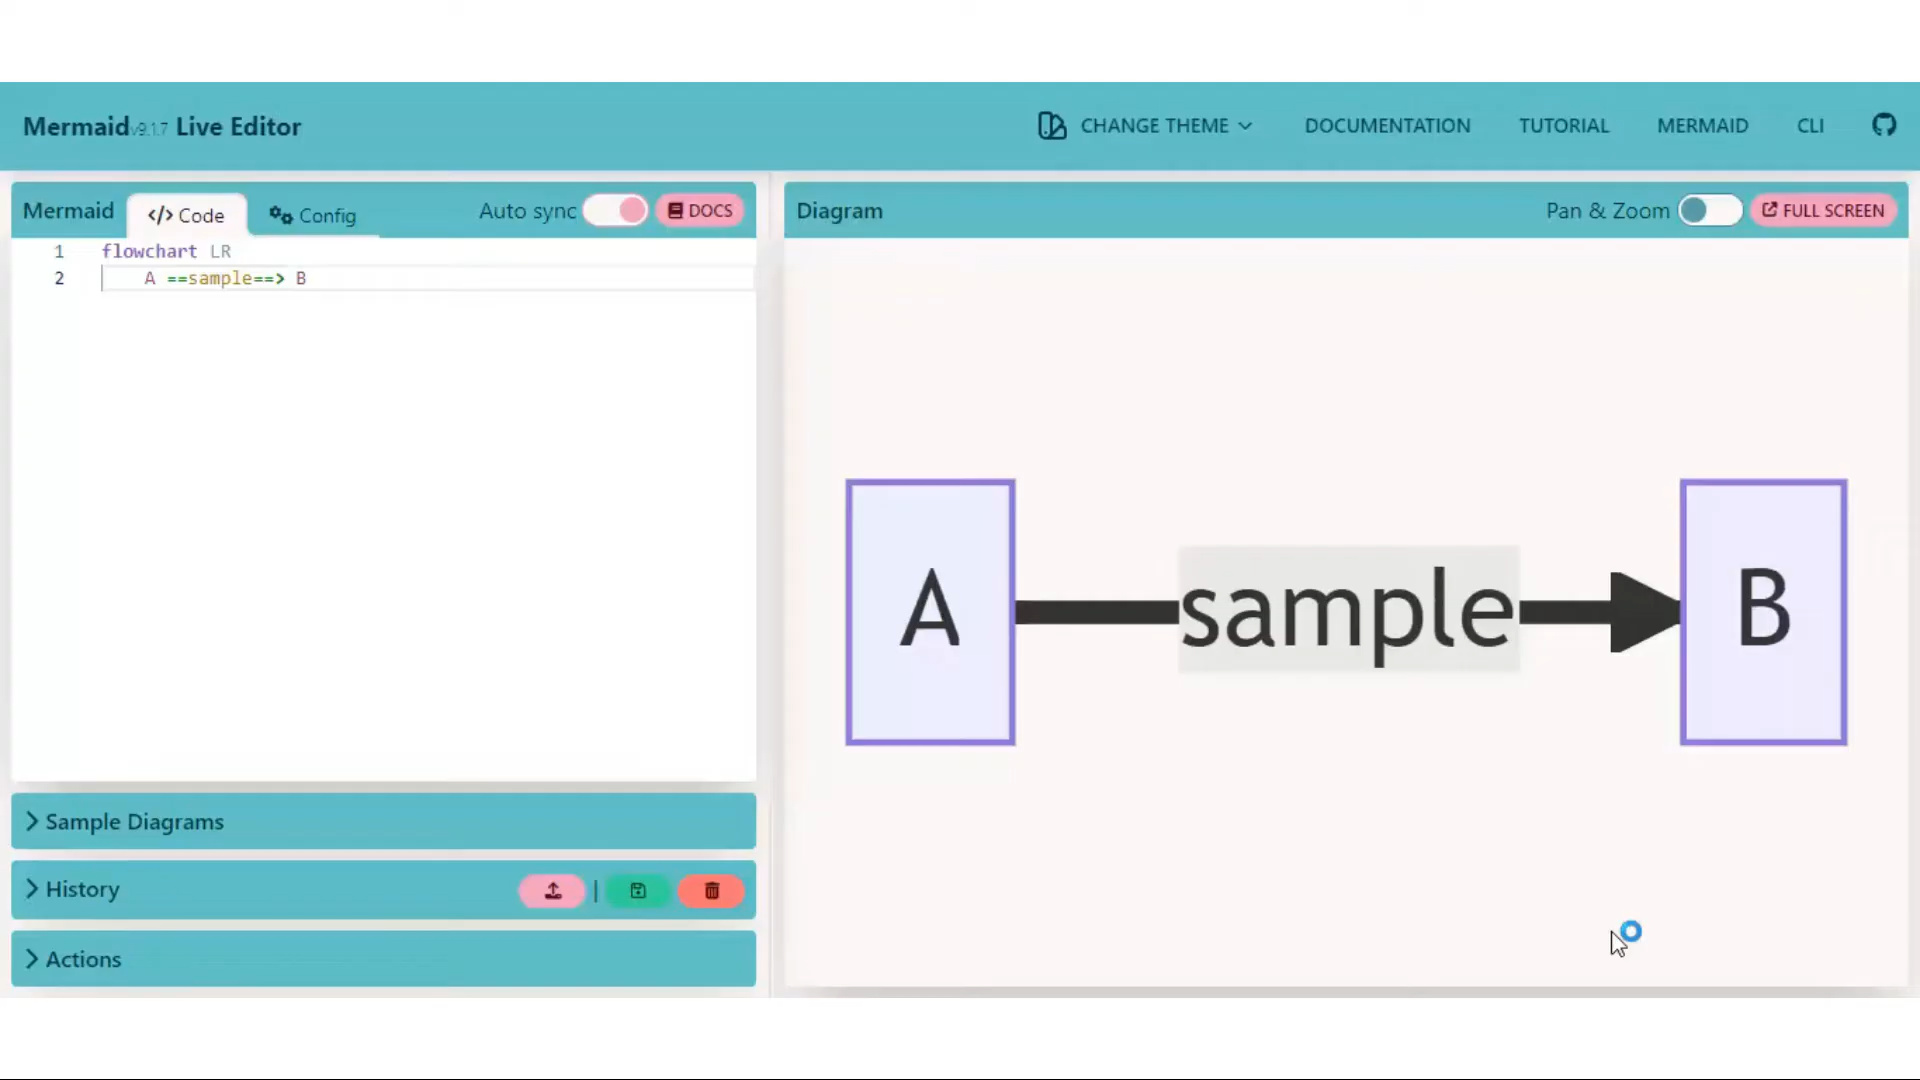 Mermaid v9.1.7 Live Editor
CHANGE THEME
DOCUMENTATION
TUTORIAL
MERMAID
CLI
Mermaid
Code
Config
Auto sync
DOCS
1 flowchart LR
2 A ==sample==> B
Sample Diagrams
History
Actions
Diagram
Pan & Zoom
FULL SCREEN
A sample B